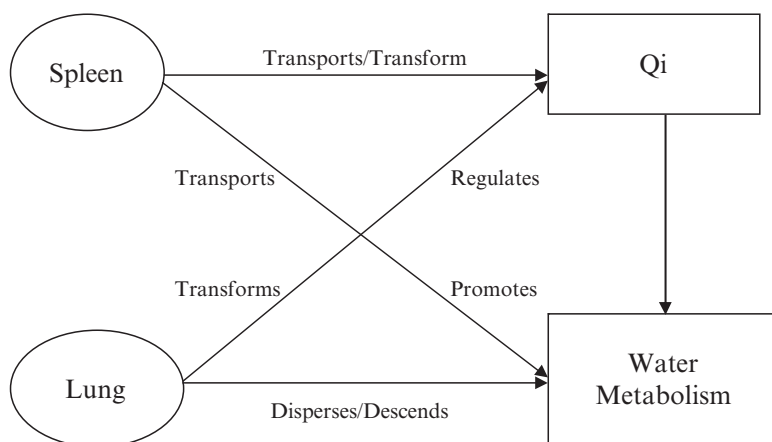 Spleen
Transports/Transform
Qi
Transports
Regulates
Transforms
Promotes
Lung
Disperses/Descends
Water
Metabolism